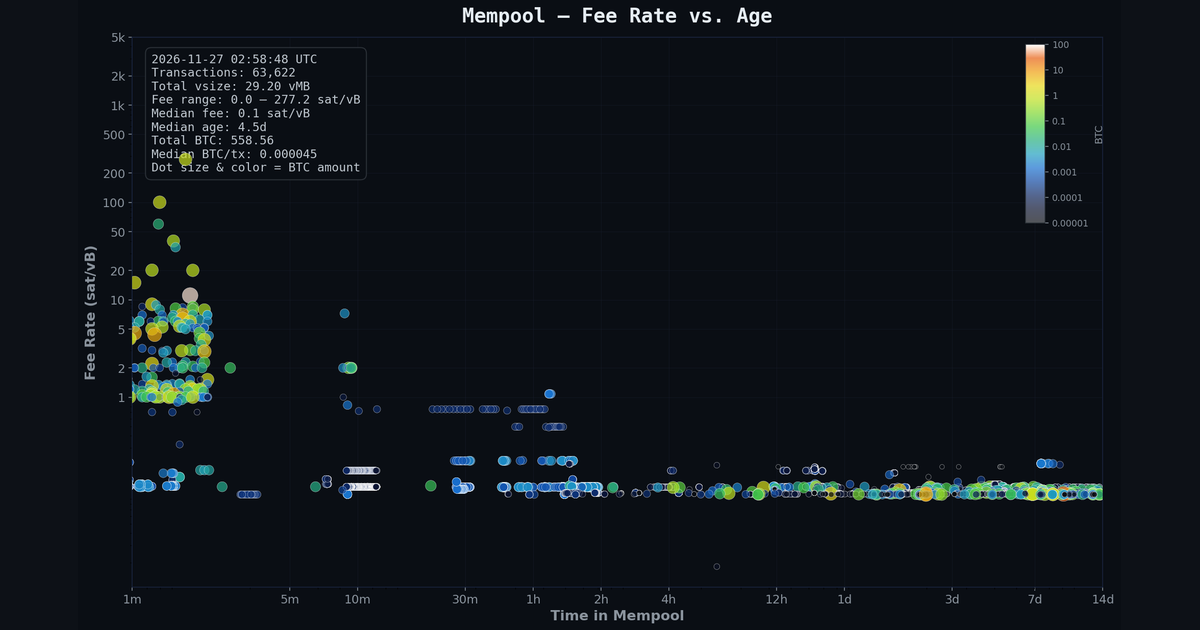 Mempool — Fee Rate vs. Age
2026-11-27 02:58:48 UTC
Transactions: 63,622
Total vsize: 29.20 vMB
Fee range: 0.0 — 277.2 sat/vB
Median fee: 0.1 sat/vB
Median age: 4.5d
Total BTC: 558.56
Median BTC/tx: 0.000045
Dot size & color = BTC amount
5k
2k
1k
500
200
100
50
20
10
5
2
1
Fee Rate (sat/vB)
100
10
1
0.1
0.01
0.001
0.0001
0.00001
BTC
1m
5m
10m
30m
1h
2h
4h
12h
1d
3d
7d
14d
Time in Mempool